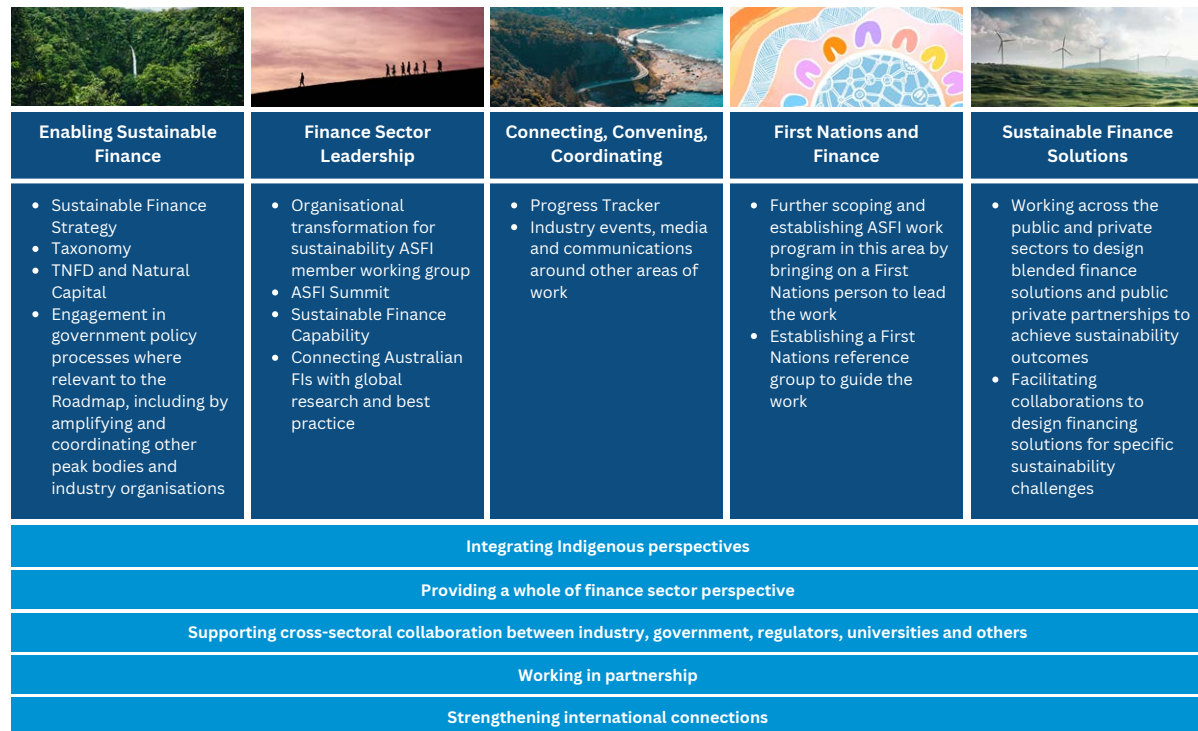 Enabling Sustainable
Finance
Finance Sector
Leadership
Connecting, Convening,
Coordinating
First Nations and
Finance
Sustainable Finance
Solutions
• Sustainable Finance
Strategy
• Taxonomy
• TNFD and Natural
Capital
• Engagement in
government policy
processes where
relevant to the
Roadmap, including by
amplifying and
coordinating other
peak bodies and
industry organisations
• Organisational
transformation for
sustainability ASFI
member working group
• ASFI Summit
• Sustainable Finance
Capability
• Connecting Australian
FIs with global
research and best
practice
• Progress Tracker
• Industry events, media
and communications
around other areas of
work
• Further scoping and
establishing ASFI work
program in this area by
bringing on a First
Nations person to lead
the work
• Establishing a First
Nations reference
group to guide the
work
• Working across the
public and private
sectors to design
blended finance
solutions and public
private partnerships to
achieve sustainability
outcomes
• Facilitating
collaborations to
design financing
solutions for specific
sustainability
challenges
Integrating Indigenous perspectives
Providing a whole of finance sector perspective
Supporting cross-sectoral collaboration between industry, government, regulators, universities and others
Working in partnership
Strengthening international connections